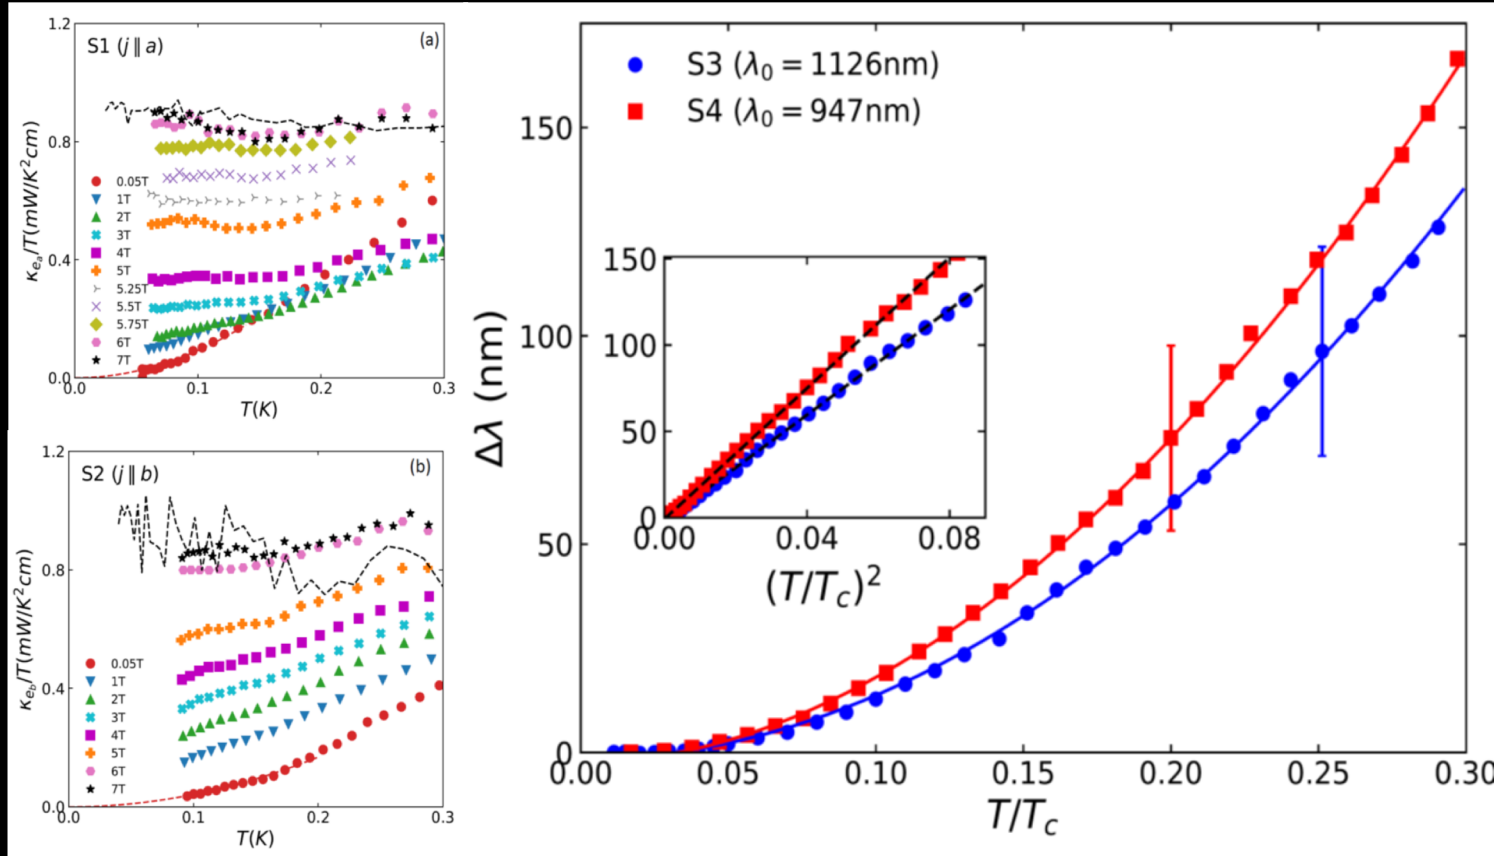 S1 (j ∥ a)
(a)
κ_{e_a}/T(mW/K²cm)
1.2
0.8
0.4
0.0
0.05T
1T
2T
3T
4T
5T
5.25T
5.5T
5.75T
6T
7T
0.0 0.1 0.2 0.3
T(K)
S2 (j ∥ b)
(b)
κ_{e_b}/T(mW/K²cm)
1.2
0.8
0.4
0.0
0.05T
1T
2T
3T
4T
5T
6T
7T
0.0 0.1 0.2 0.3
T(K)
S3 (λ₀ = 1126nm)
S4 (λ₀ = 947nm)
Δλ (nm)
150
100
50
0
0.00 0.05 0.10 0.15 0.20 0.25 0.30
T/T_c
150
100
50
0
0.00 0.04 0.08
(T/T_c)²